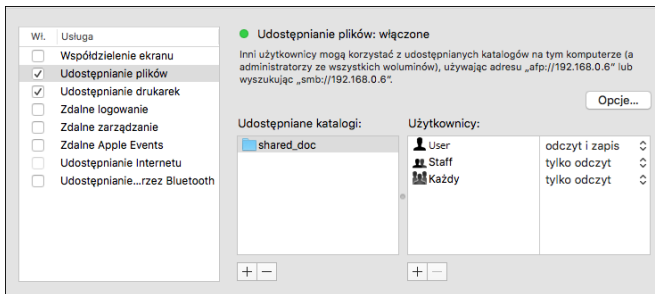 Wł. Usługa
Współdzielenie ekranu
Udostępnianie plików
Udostępnianie drukarek
Zdalne logowanie
Zdalne zarządzanie
Zdalne Apple Events
Udostępnianie Internetu
Udostępnianie...rzez Bluetooth
Udostępnianie plików: włączone
Inni użytkownicy mogą korzystać z udostępnianych katalogów na tym komputerze (a
administratorzy ze wszystkich woluminów), używając adresu „afp://192.168.0.6” lub
wyszukując „smb://192.168.0.6”.
Opcje...
Udostępniane katalogi:
shared_doc
Użytkownicy:
User odczyt i zapis
Staff tylko odczyt
Każdy tylko odczyt